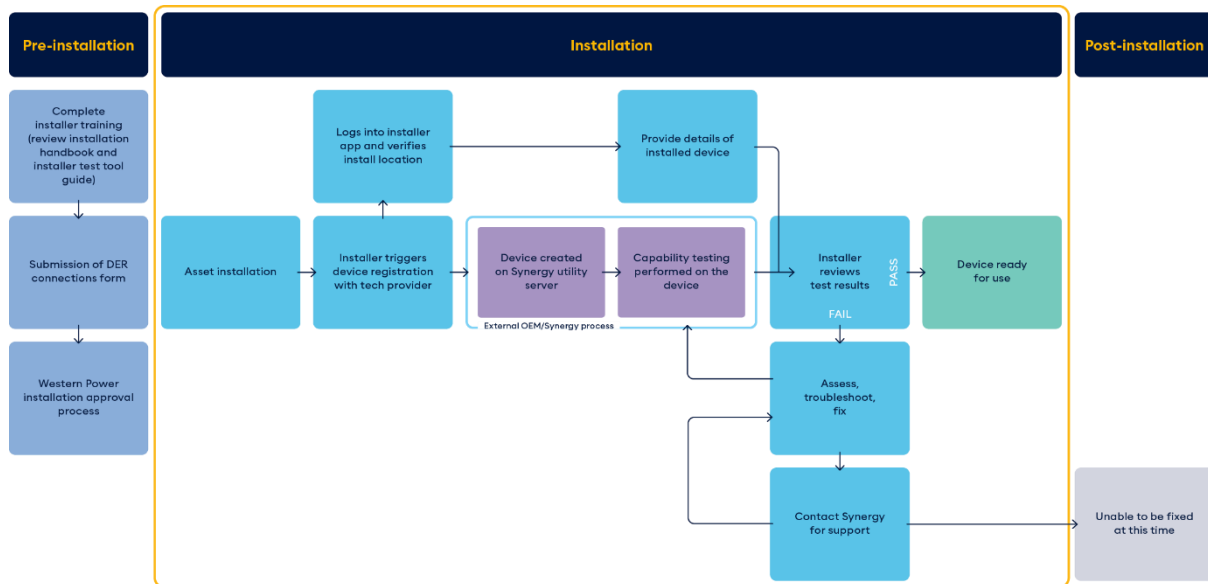 Pre-installation
Installation
Post-installation
Complete
installer training
(review installation
handbook and
installer test tool
guide)
Logs into installer
app and verifies
install location
Provide details of
installed device
Submission of DER
connections form
Asset installation
Installer triggers
device registration
with tech provider
Device created
on Synergy utility
server
Capability testing
performed on the
device
External OEM/Synergy process
Installer
reviews
test results
PASS
FAIL
Device ready
for use
Western Power
installation approval
process
Assess,
troubleshoot,
fix
Contact Synergy
for support
Unable to be fixed
at this time